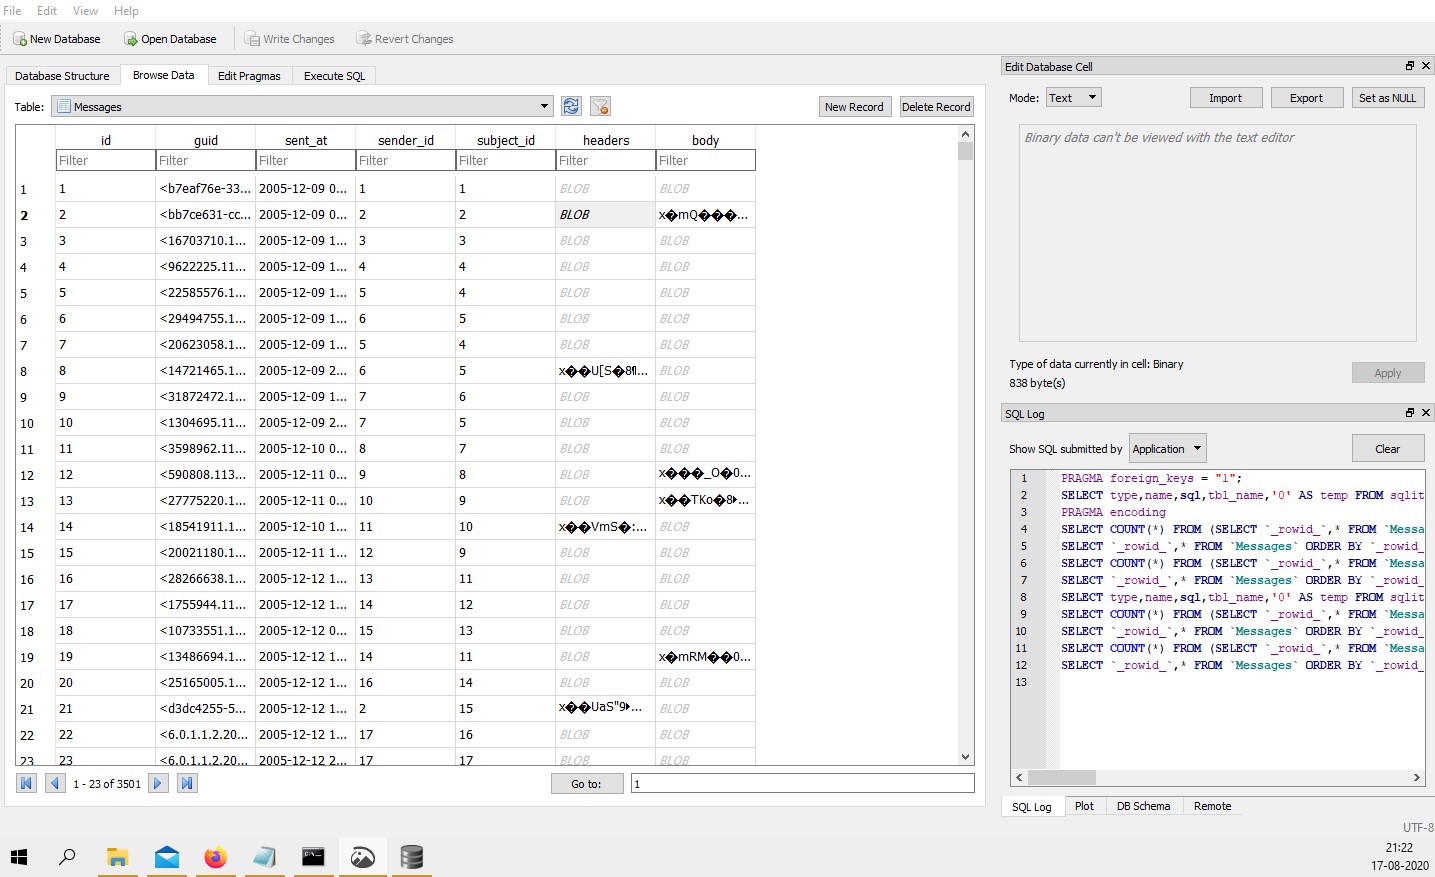 File Edit View Help
New Database Open Database Write Changes Revert Changes
Database Structure Browse Data Edit Pragmas Execute SQL
Table: Messages New Record Delete Record
id guid sent_at sender_id subject_id headers body
Filter Filter Filter Filter Filter Filter Filter
1 1 <b7eaf76e-33... 2005-12-09 0... 1 1 BLOB BLOB
2 2 <bb7ce631-cc... 2005-12-09 0... 2 2 BLOB x�mQ���...
3 3 <16703710.1... 2005-12-09 1... 3 3 BLOB BLOB
4 4 <9622225.11... 2005-12-09 1... 4 4 BLOB BLOB
5 5 <22585576.1... 2005-12-09 1... 5 4 BLOB BLOB
6 6 <29494755.1... 2005-12-09 1... 6 5 BLOB BLOB
7 7 <20623058.1... 2005-12-09 1... 5 4 BLOB BLOB
8 8 <14721465.1... 2005-12-09 2... 6 5 x��U[S�8¶... BLOB
9 9 <31872472.1... 2005-12-09 1... 7 6 BLOB BLOB
10 10 <1304695.11... 2005-12-09 2... 7 5 BLOB BLOB
11 11 <3598962.11... 2005-12-10 0... 8 7 BLOB BLOB
12 12 <590808.113... 2005-12-11 0... 9 8 BLOB x���_O�0...
13 13 <27775220.1... 2005-12-11 0... 10 9 BLOB x��TKo�8‣...
14 14 <18541911.1... 2005-12-10 1... 11 10 x��VmS�:... BLOB
15 15 <20021180.1... 2005-12-11 1... 12 9 BLOB BLOB
16 16 <28266638.1... 2005-12-12 1... 13 11 BLOB BLOB
17 17 <1755944.11... 2005-12-12 1... 14 12 BLOB BLOB
18 18 <10733551.1... 2005-12-12 0... 15 13 BLOB BLOB
19 19 <13486694.1... 2005-12-12 1... 14 11 BLOB x�mRM��0...
20 20 <25165005.1... 2005-12-12 1... 16 14 BLOB BLOB
21 21 <d3dc4255-5... 2005-12-12 1... 2 15 x��UaS"9‣... BLOB
22 22 <6.0.1.1.2.20... 2005-12-12 1... 17 16 BLOB BLOB
23 23 <6.0.1.1.2.20... 2005-12-12 2... 17 17 BLOB BLOB
1 - 23 of 3501 Go to: 1
Edit Database Cell
Mode: Text Import Export Set as NULL
Binary data can't be viewed with the text editor
Type of data currently in cell: Binary
838 byte(s)
Apply
SQL Log
Show SQL submitted by Application Clear
1 PRAGMA foreign_keys = "1";
2 SELECT type,name,sql,tbl_name,'0' AS temp FROM sqlit
3 PRAGMA encoding
4 SELECT COUNT(*) FROM (SELECT `_rowid_`,* FROM `Messa
5 SELECT `_rowid_`,* FROM `Messages` ORDER BY `_rowid_
6 SELECT COUNT(*) FROM (SELECT `_rowid_`,* FROM `Messa
7 SELECT `_rowid_`,* FROM `Messages` ORDER BY `_rowid_
8 SELECT type,name,sql,tbl_name,'0' AS temp FROM sqlit
9 SELECT COUNT(*) FROM (SELECT `_rowid_`,* FROM `Messa
10 SELECT `_rowid_`,* FROM `Messages` ORDER BY `_rowid_
11 SELECT COUNT(*) FROM (SELECT `_rowid_`,* FROM `Messa
12 SELECT `_rowid_`,* FROM `Messages` ORDER BY `_rowid_
13
SQL Log Plot DB Schema Remote
UTF-8
21:22
17-08-2020